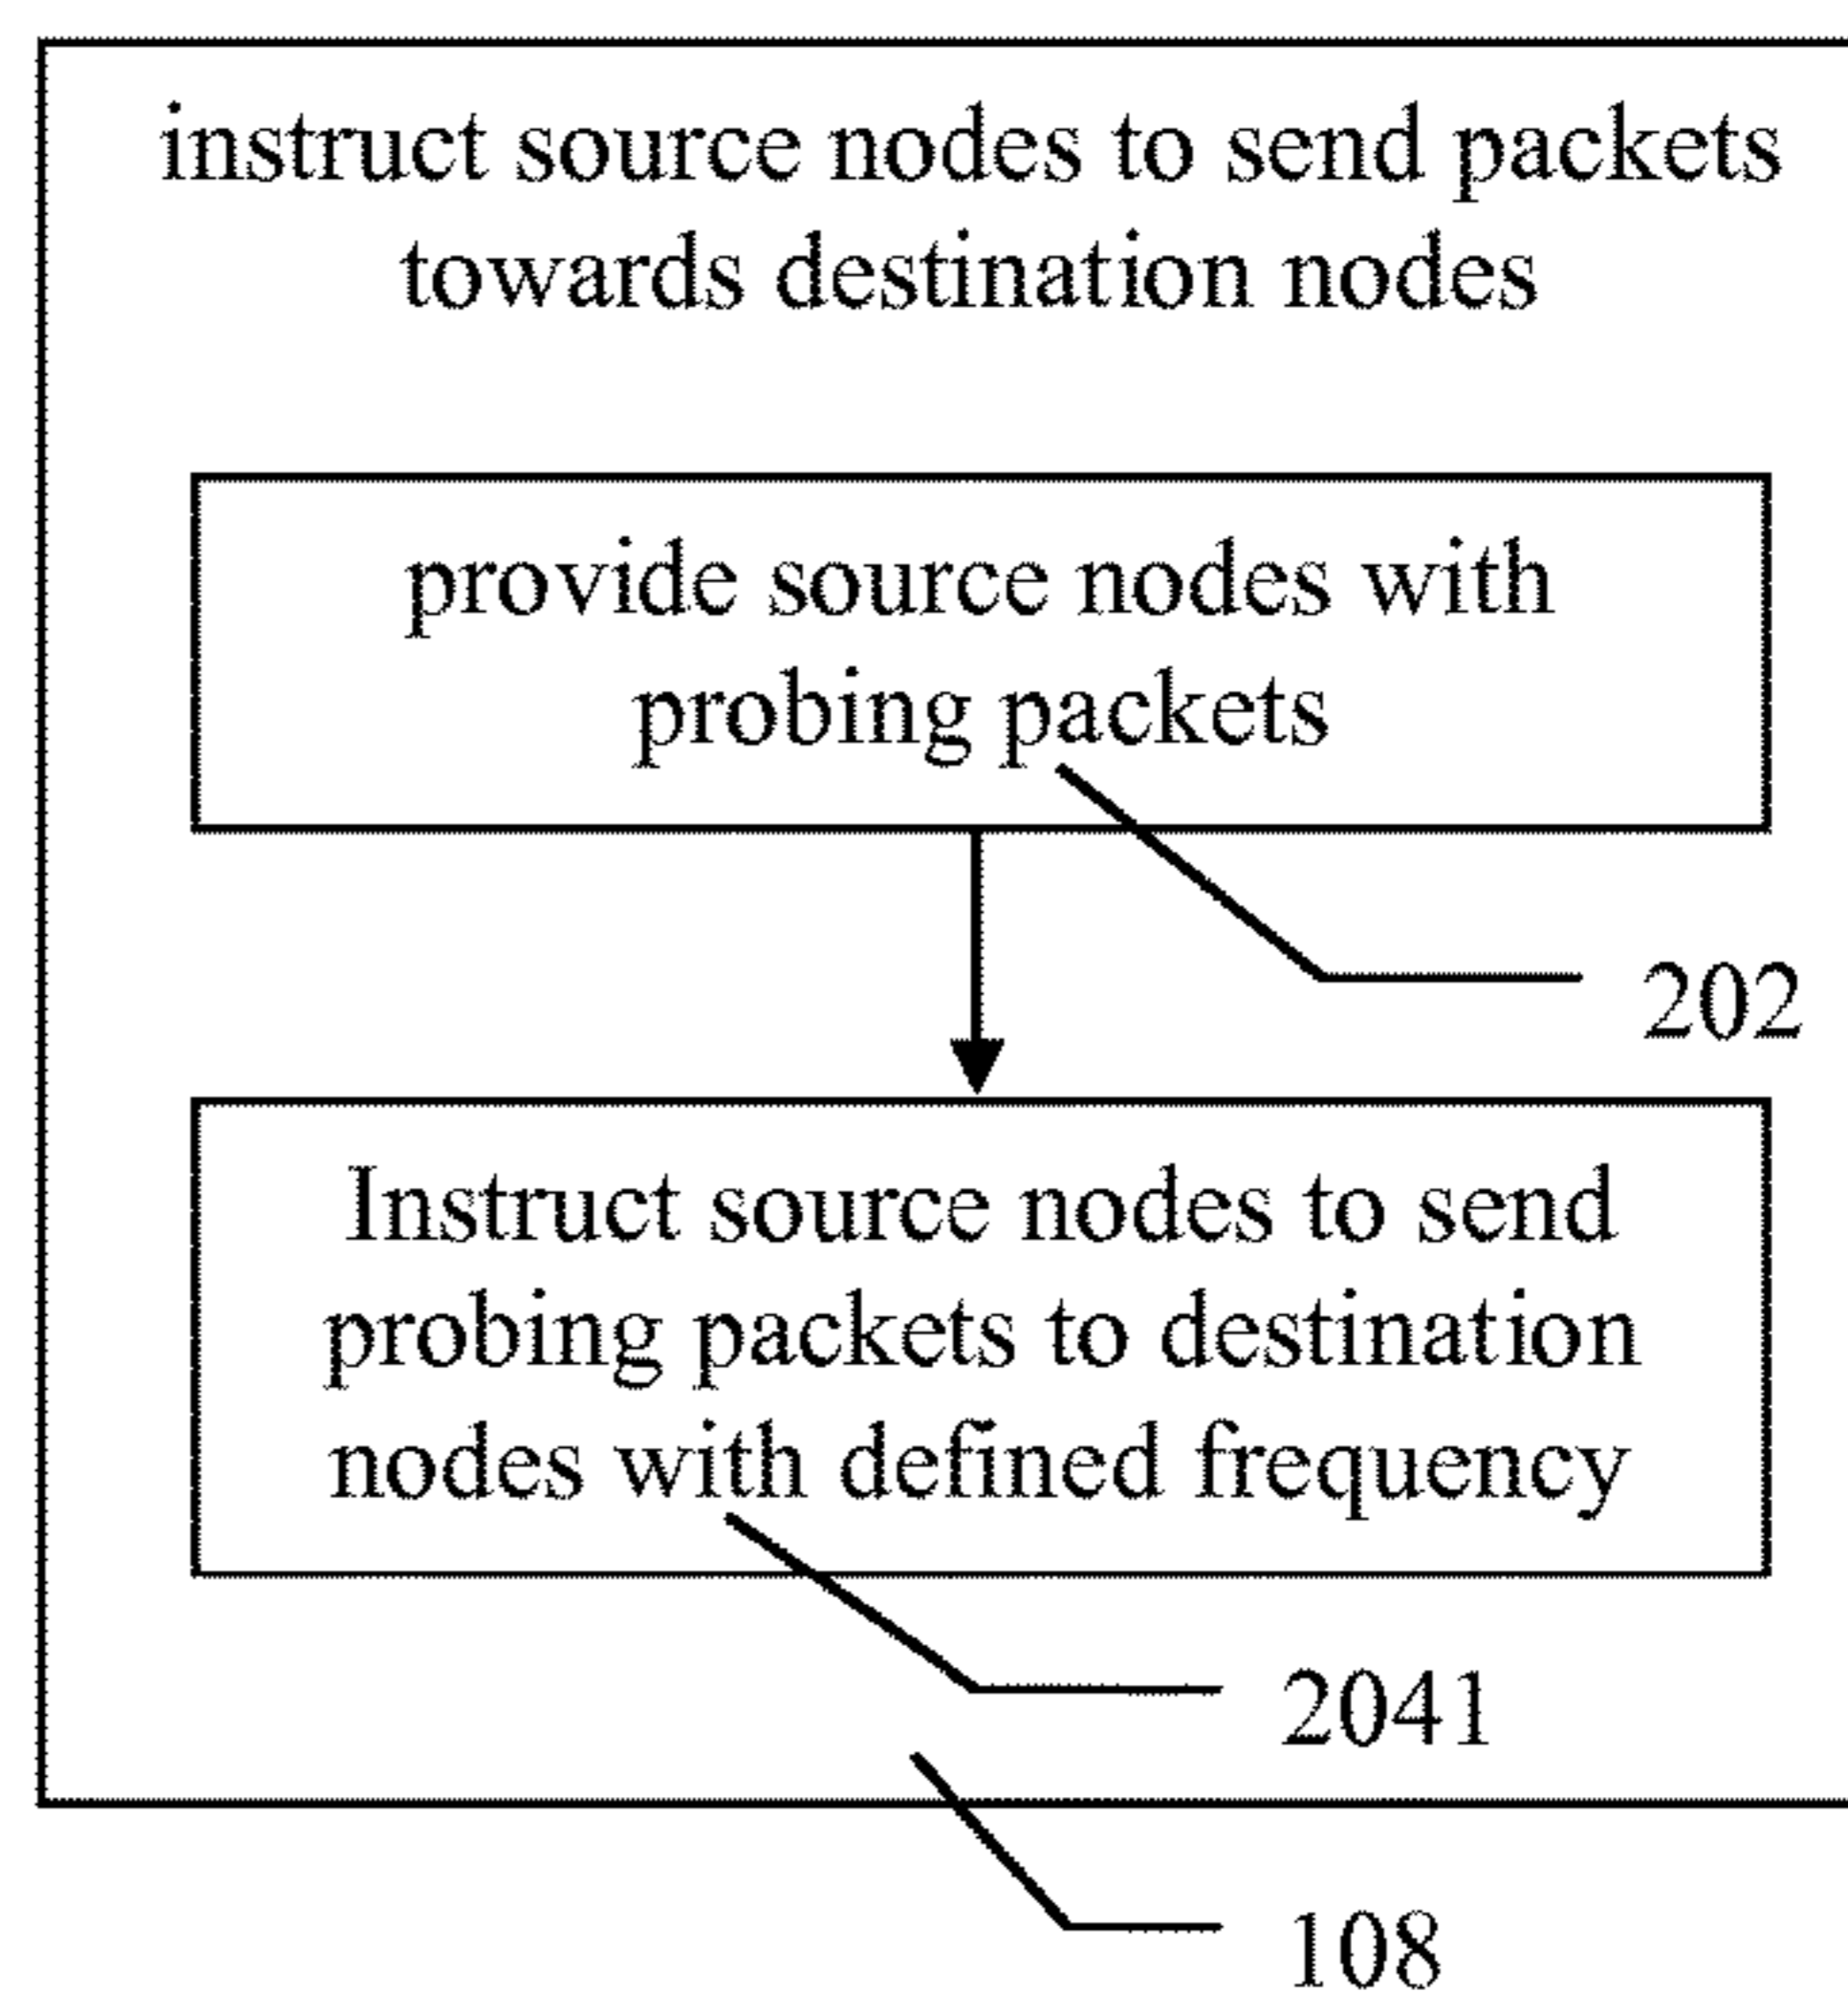 instruct source nodes to send packets
towards destination nodes
provide source nodes with
probing packets
202
Instruct source nodes to send
probing packets to destination
nodes with defined frequency
2041
108